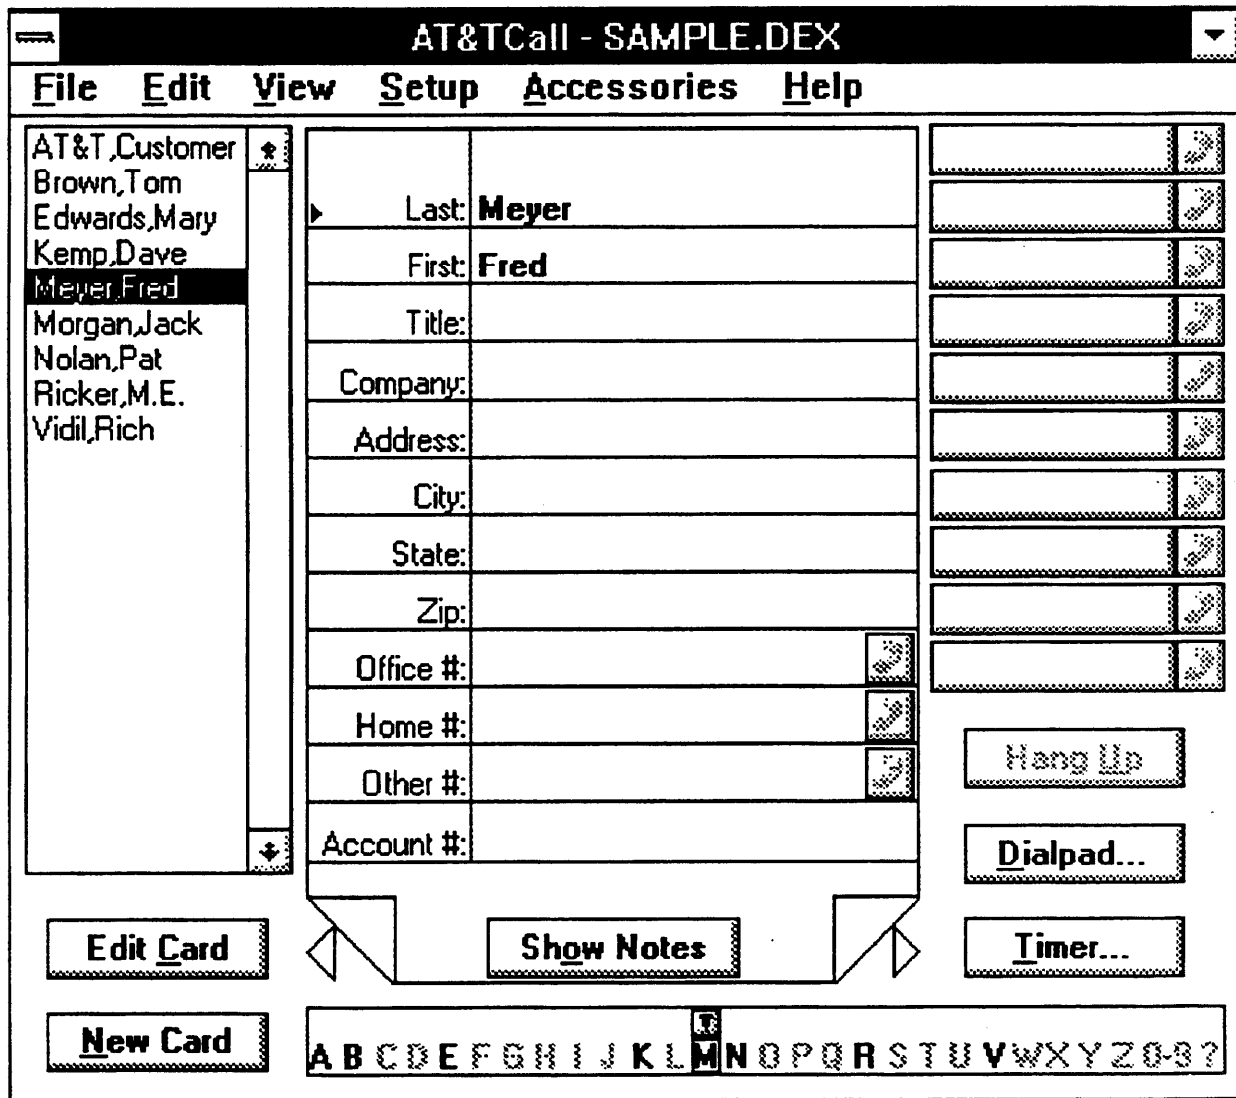 AT&TCall - SAMPLE.DEX
File Edit View Setup Accessories Help
AT&T,Customer
Brown,Tom
Edwards,Mary
Kemp,Dave
Meyer,Fred
Morgan,Jack
Nolan,Pat
Ricker,M.E.
Vidil,Rich
Last: Meyer
First: Fred
Title:
Company:
Address:
City:
State:
Zip:
Office #:
Home #:
Other #:
Account #:
Hang Up
Dialpad...
Timer...
Edit Card
Show Notes
New Card
A B C D E F G H I J K L M N O P Q R S T U V W X Y Z 0-9 ?